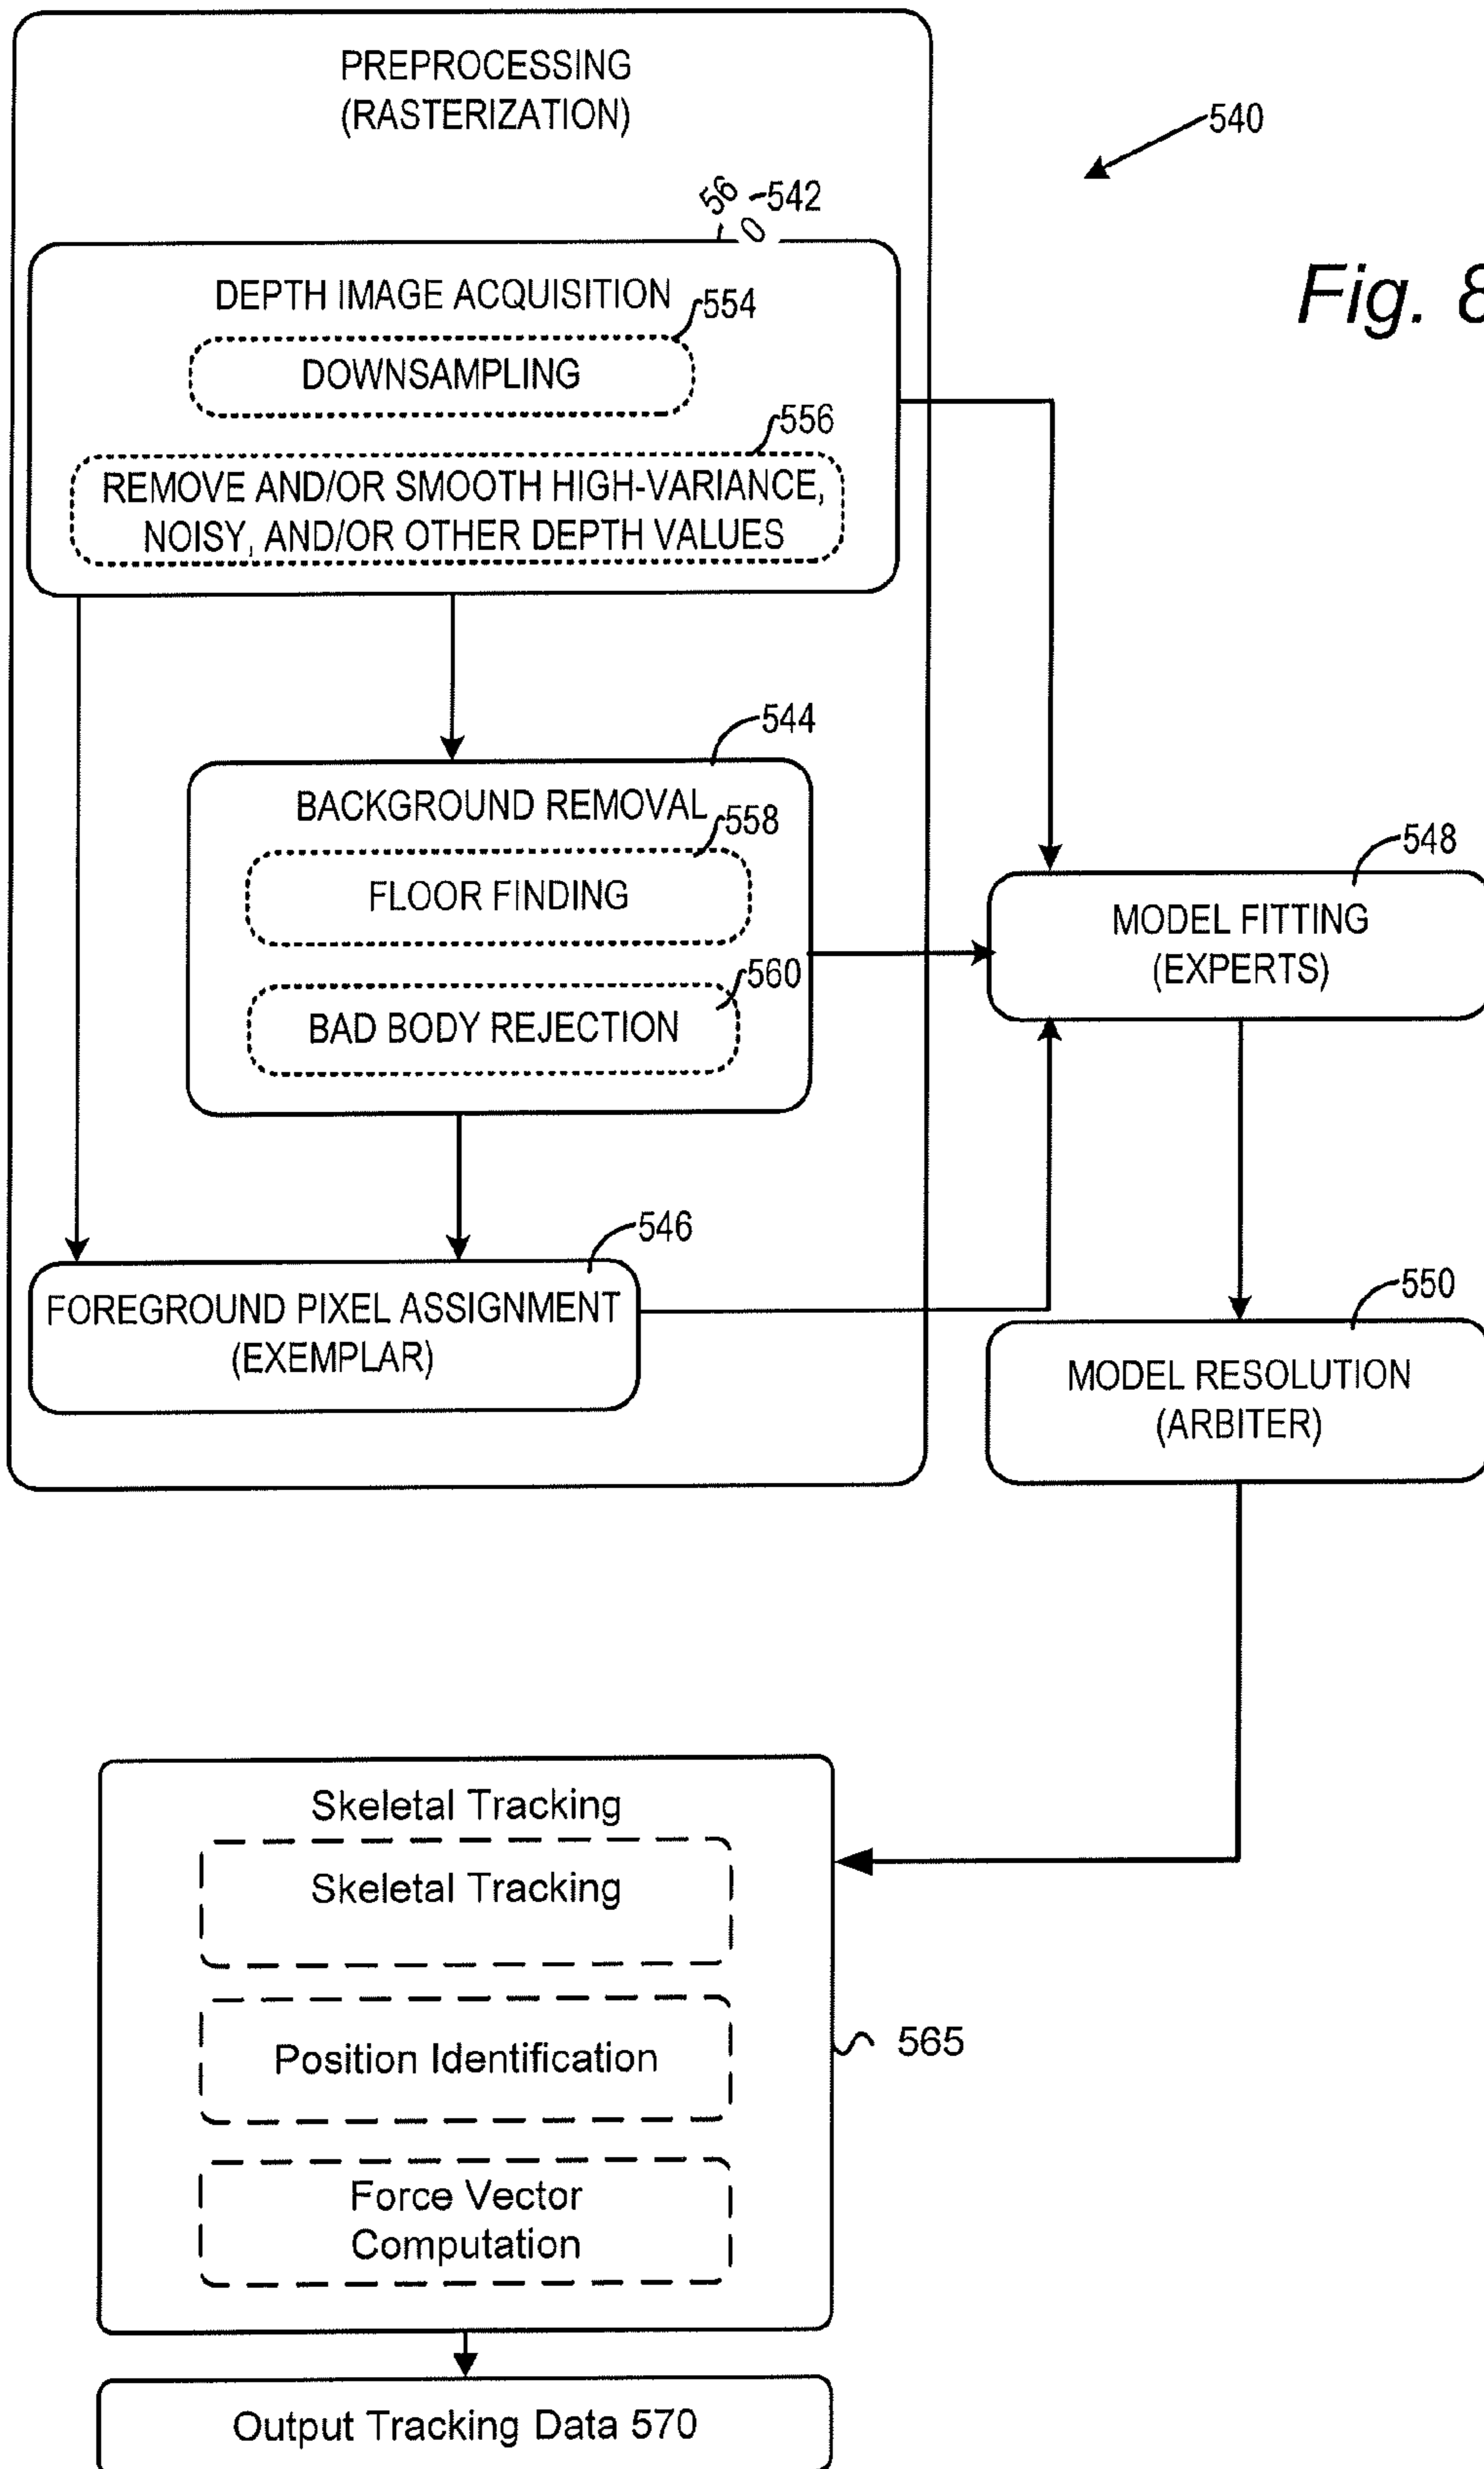 PREPROCESSING
(RASTERIZATION)
540
56
0
542
Fig. 8
DEPTH IMAGE ACQUISITION
554
DOWNSAMPLING
556
REMOVE AND/OR SMOOTH HIGH-VARIANCE,
NOISY, AND/OR OTHER DEPTH VALUES
544
BACKGROUND REMOVAL
558
FLOOR FINDING
560
BAD BODY REJECTION
548
MODEL FITTING
(EXPERTS)
546
FOREGROUND PIXEL ASSIGNMENT
(EXEMPLAR)
550
MODEL RESOLUTION
(ARBITER)
Skeletal Tracking
Skeletal Tracking
Position Identification
565
Force Vector
Computation
Output Tracking Data 570